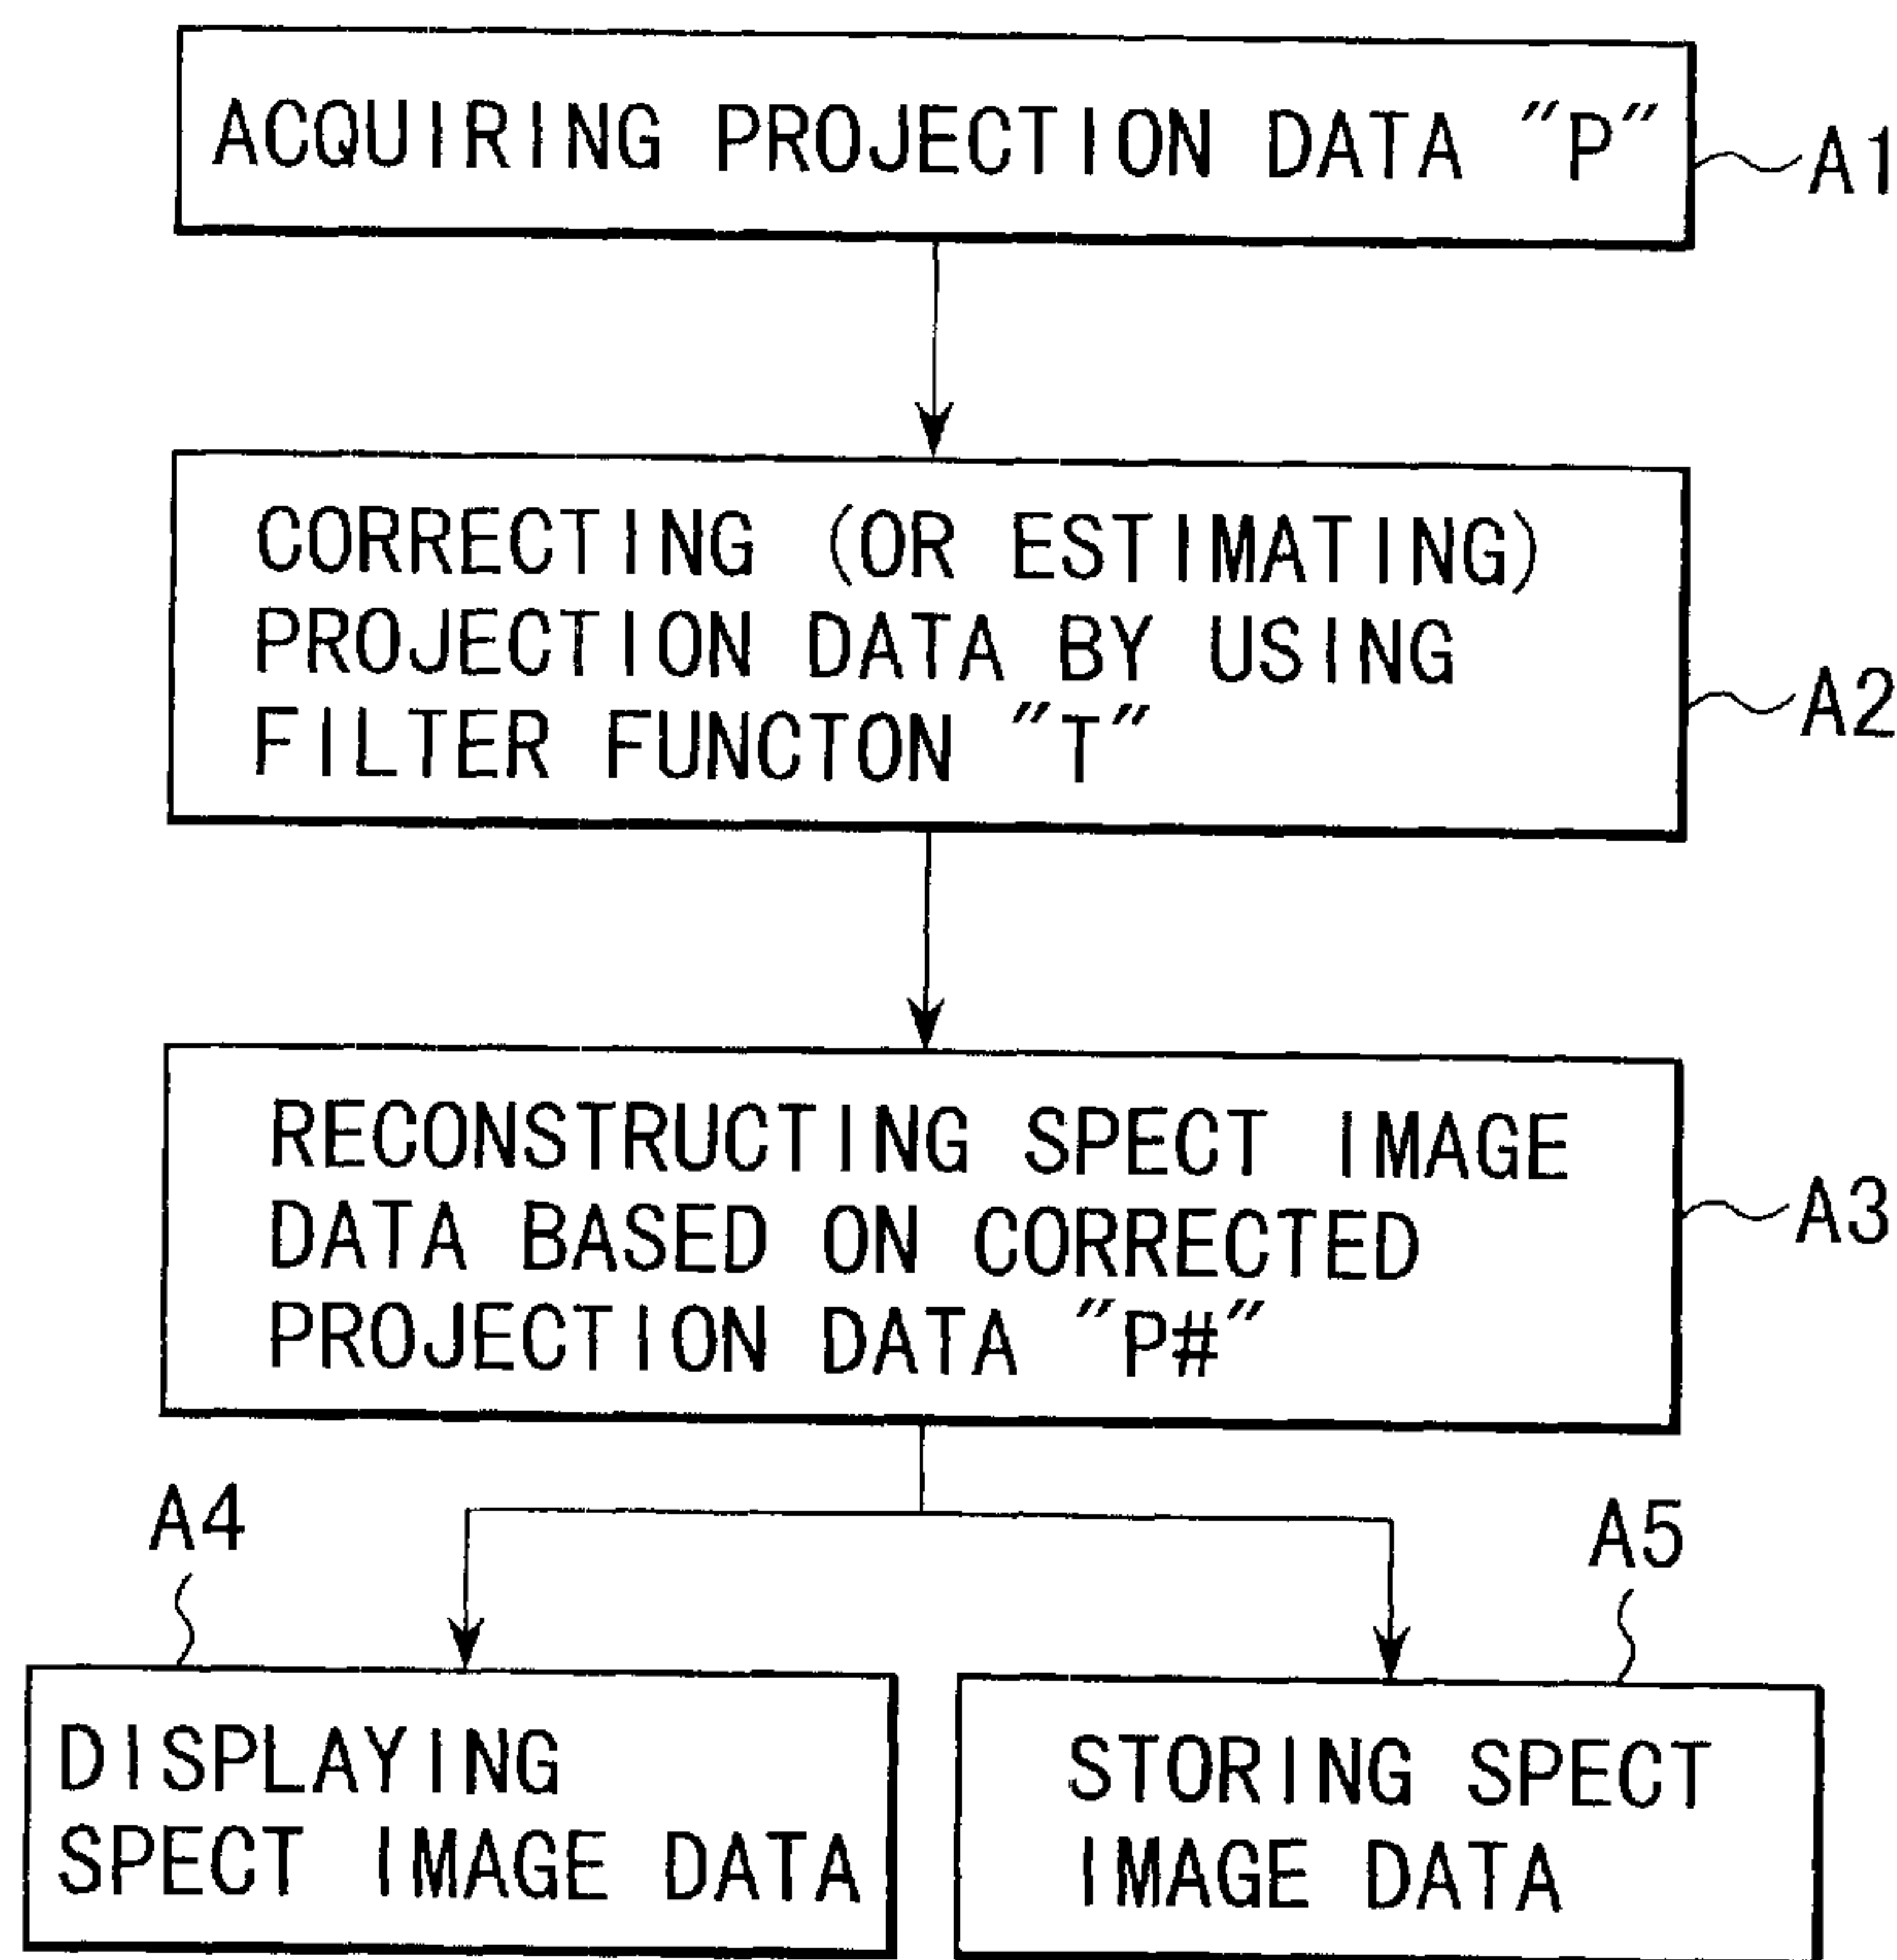 ACQUIRING PROJECTION DATA "P"
A1
CORRECTING (OR ESTIMATING)
PROJECTION DATA BY USING
FILTER FUNCTON "T"
A2
RECONSTRUCTING SPECT IMAGE
DATA BASED ON CORRECTED
PROJECTION DATA "P#"
A3
A4
DISPLAYING
SPECT IMAGE DATA
A5
STORING SPECT
IMAGE DATA